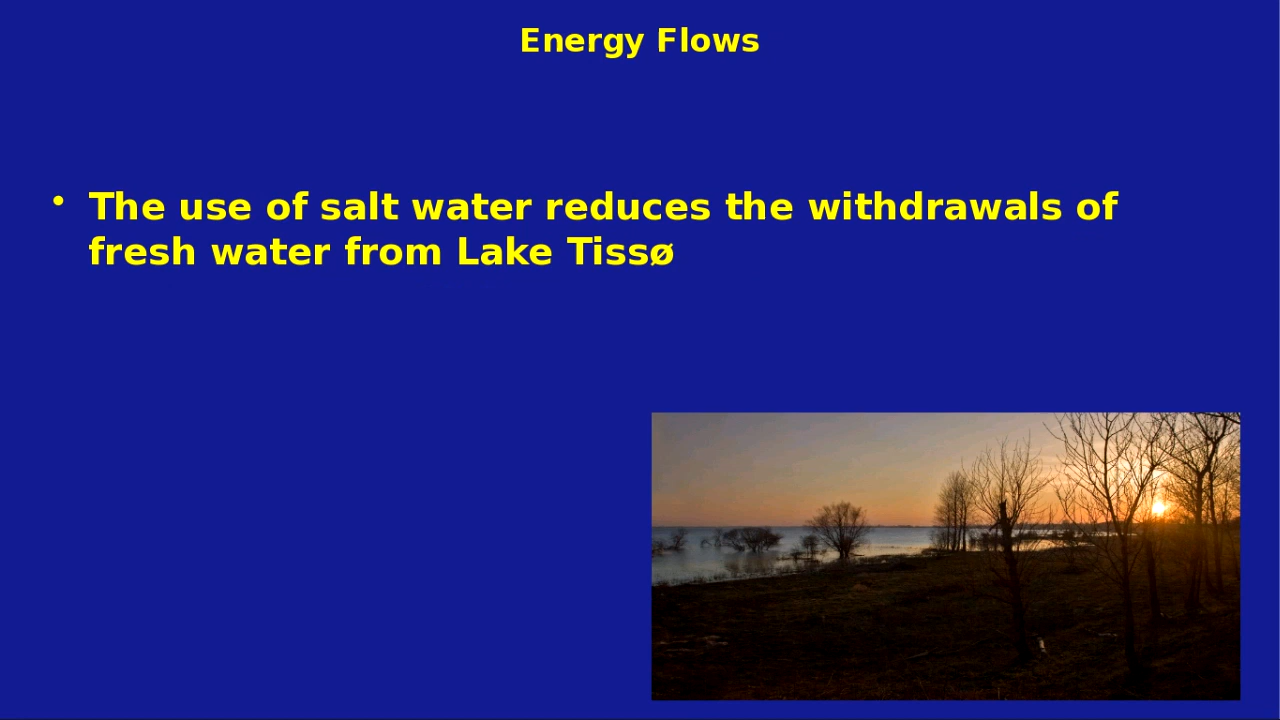 Energy Flows
• The use of salt water reduces the withdrawals of
fresh water from Lake Tissø